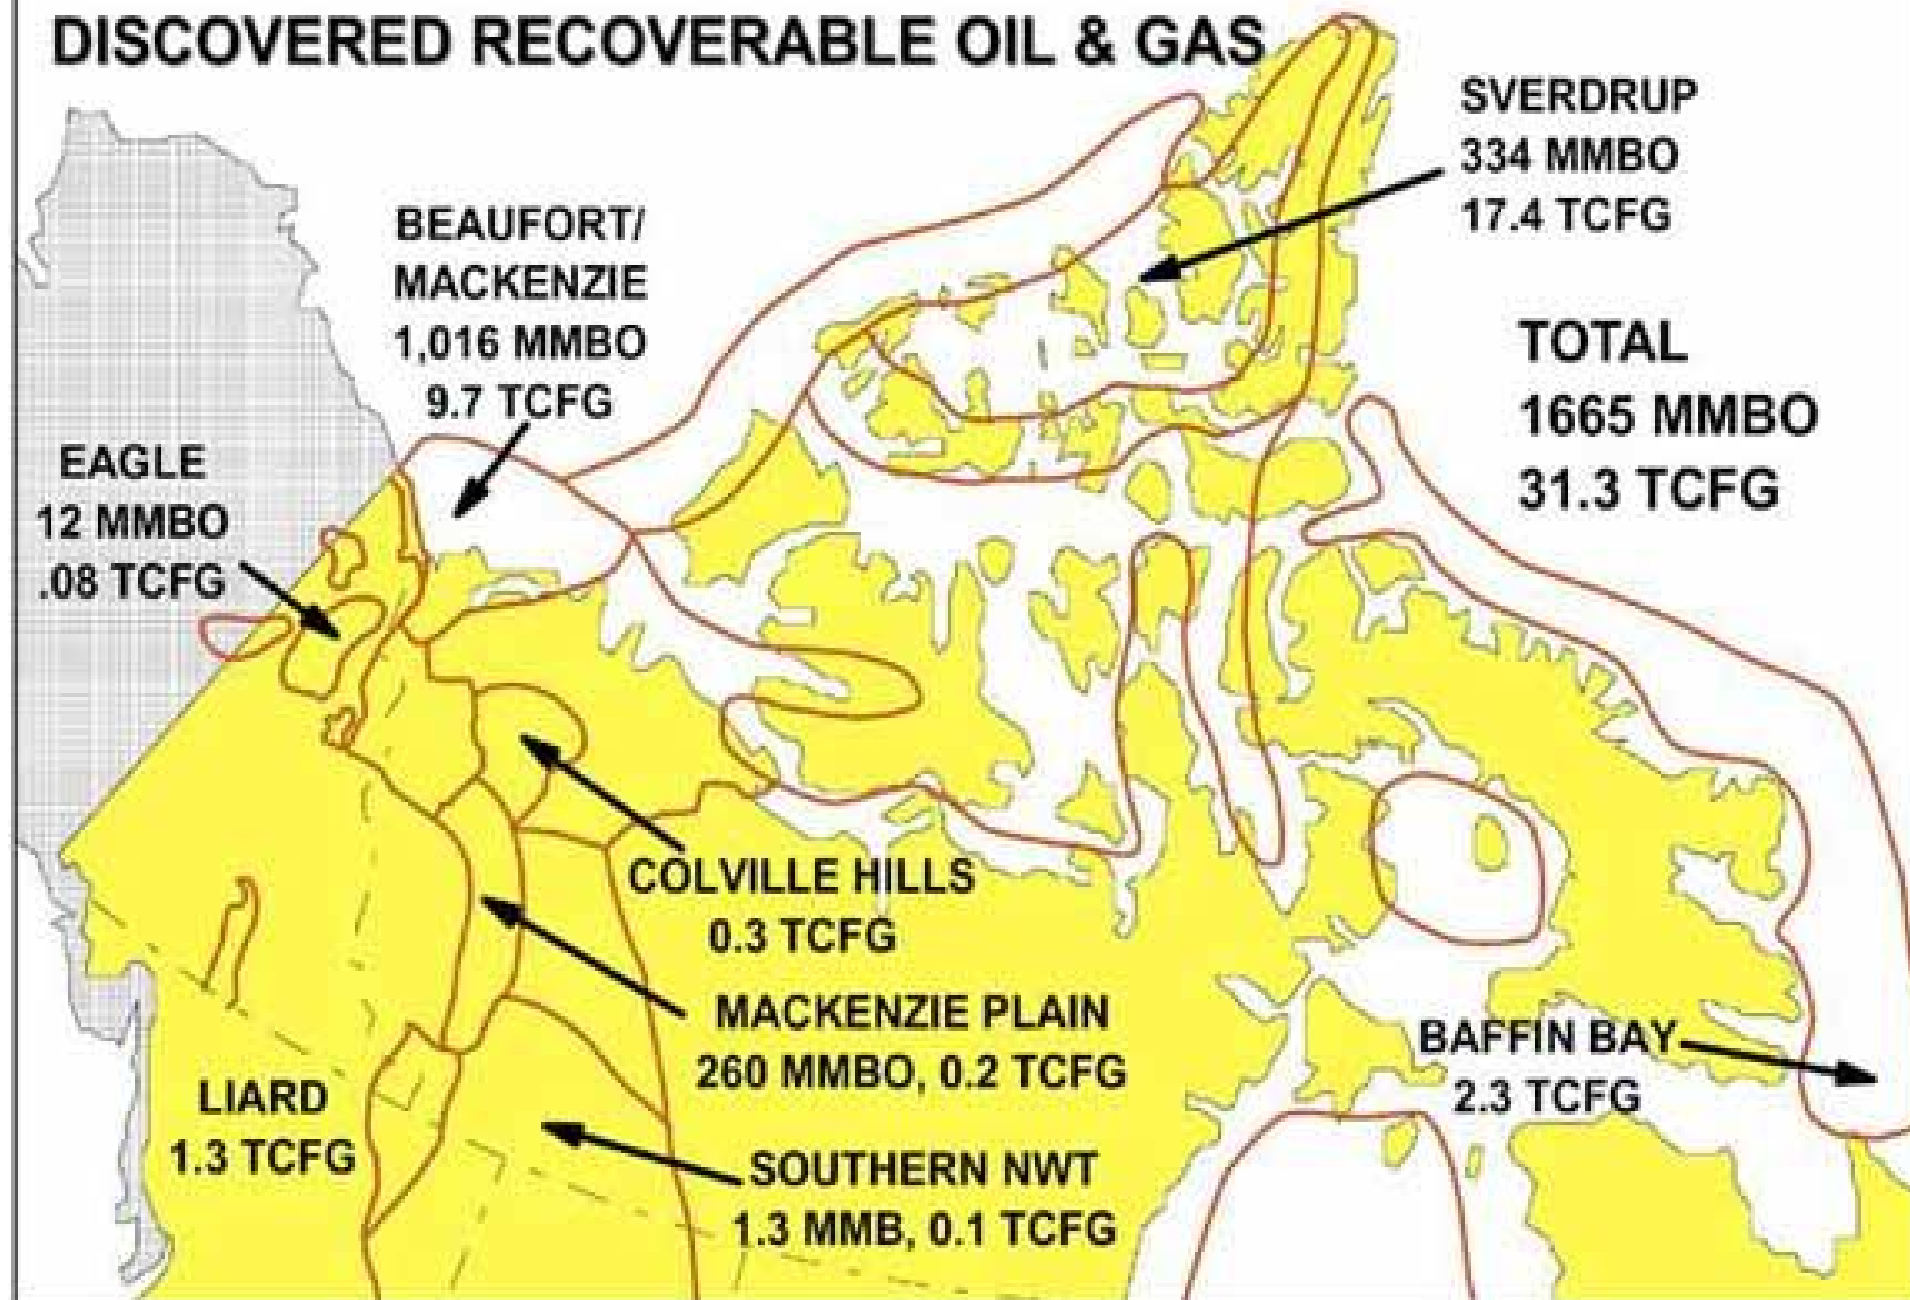 DISCOVERED RECOVERABLE OIL & GAS
SVERDRUP
334 MMBO
17.4 TCFG
BEAUFORT/
MACKENZIE
1,016 MMBO
9.7 TCFG
TOTAL
1665 MMBO
31.3 TCFG
EAGLE
12 MMBO
.08 TCFG
COLVILLE HILLS
0.3 TCFG
MACKENZIE PLAIN
260 MMBO, 0.2 TCFG
BAFFIN BAY
2.3 TCFG
LIARD
1.3 TCFG
SOUTHERN NWT
1.3 MMB, 0.1 TCFG